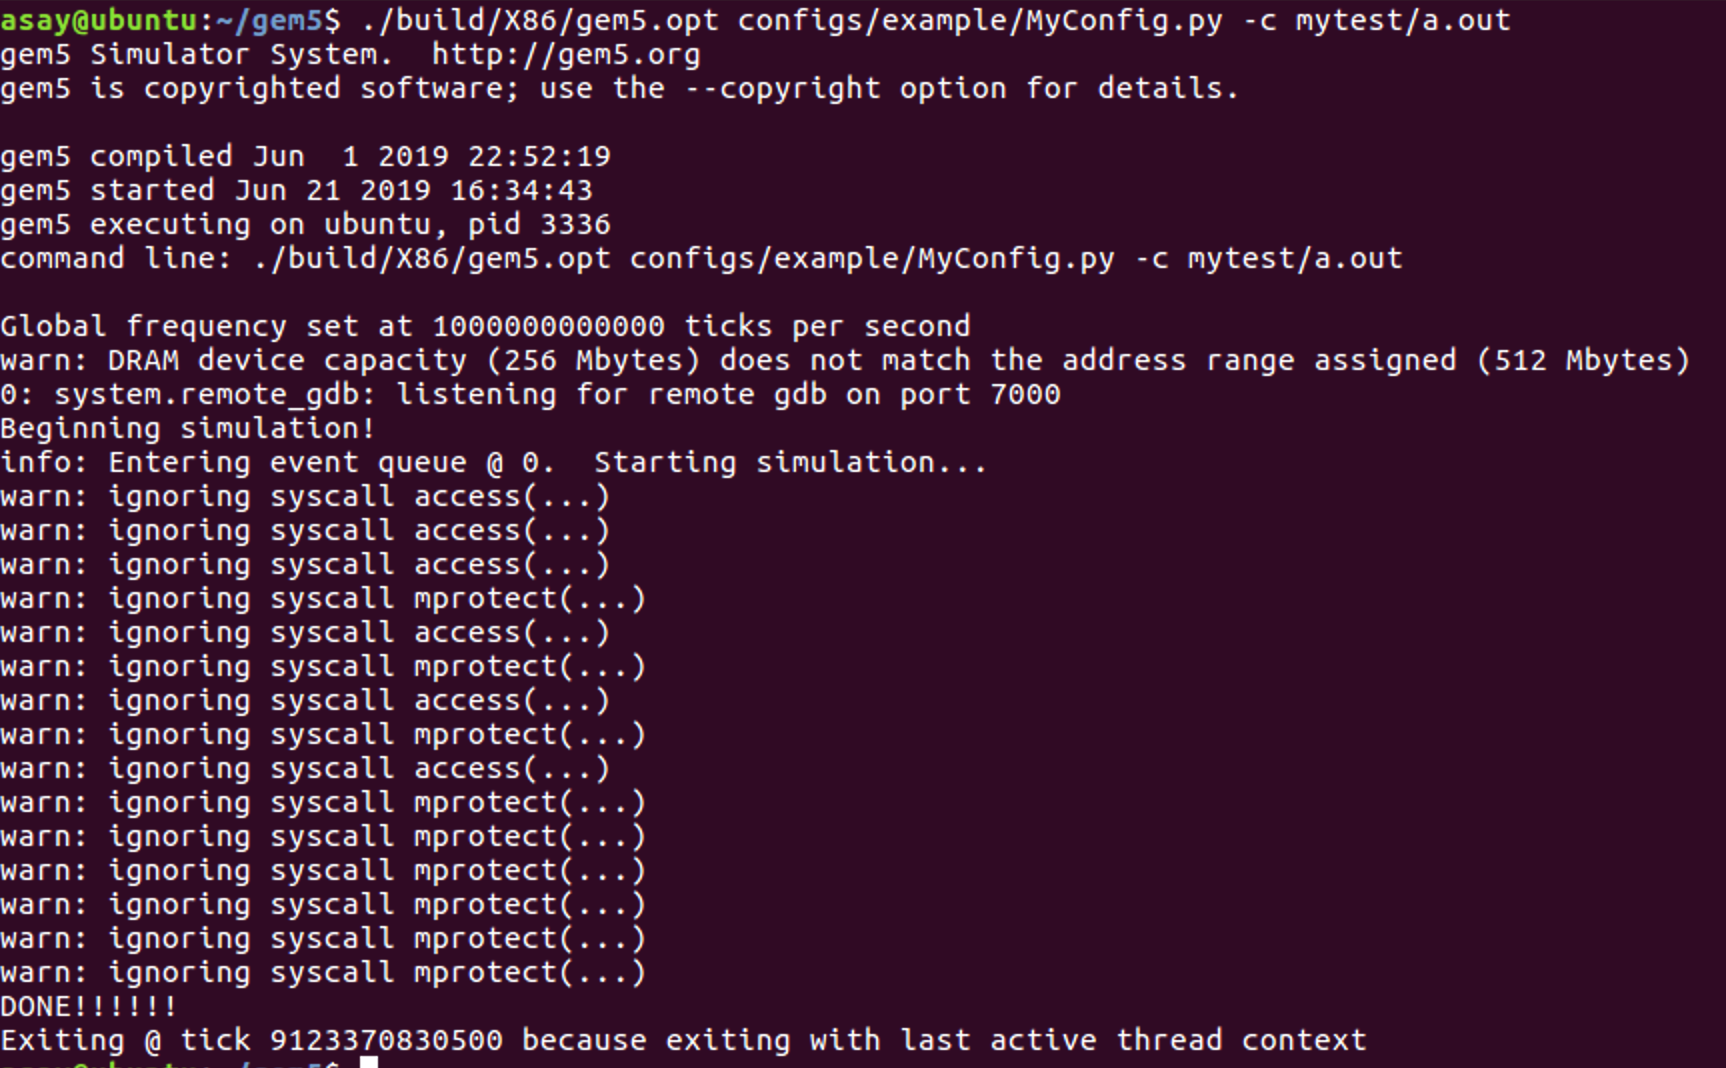 asay@ubuntu:~/gem5$ ./build/X86/gem5.opt configs/example/MyConfig.py -c mytest/a.out
gem5 Simulator System.  http://gem5.org
gem5 is copyrighted software; use the --copyright option for details.

gem5 compiled Jun  1 2019 22:52:19
gem5 started Jun 21 2019 16:34:43
gem5 executing on ubuntu, pid 3336
command line: ./build/X86/gem5.opt configs/example/MyConfig.py -c mytest/a.out

Global frequency set at 1000000000000 ticks per second
warn: DRAM device capacity (256 Mbytes) does not match the address range assigned (512 Mbytes)
0: system.remote_gdb: listening for remote gdb on port 7000
Beginning simulation!
info: Entering event queue @ 0.  Starting simulation...
warn: ignoring syscall access(...)
warn: ignoring syscall access(...)
warn: ignoring syscall access(...)
warn: ignoring syscall mprotect(...)
warn: ignoring syscall access(...)
warn: ignoring syscall mprotect(...)
warn: ignoring syscall access(...)
warn: ignoring syscall mprotect(...)
warn: ignoring syscall access(...)
warn: ignoring syscall mprotect(...)
warn: ignoring syscall mprotect(...)
warn: ignoring syscall mprotect(...)
warn: ignoring syscall mprotect(...)
warn: ignoring syscall mprotect(...)
warn: ignoring syscall mprotect(...)
DONE!!!!!!
Exiting @ tick 9123370830500 because exiting with last active thread context